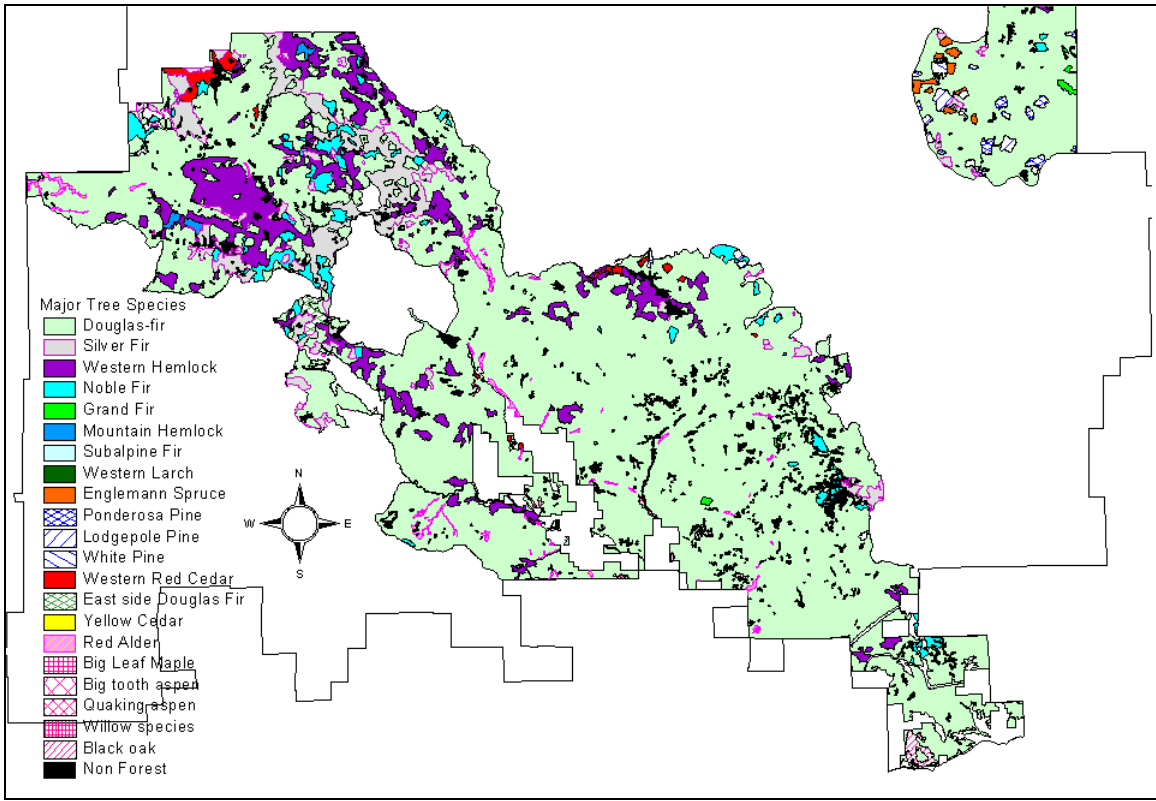 Major Tree Species
Douglas-fir
Silver Fir
Western Hemlock
Noble Fir
Grand Fir
Mountain Hemlock
Subalpine Fir
Western Larch
Englemann Spruce
Ponderosa Pine
Lodgepole Pine
White Pine
Western Red Cedar
East side Douglas Fir
Yellow Cedar
Red Alder
Big Leaf Maple
Big tooth aspen
Quaking aspen
Willow species
Black oak
Non Forest
N
W E
S